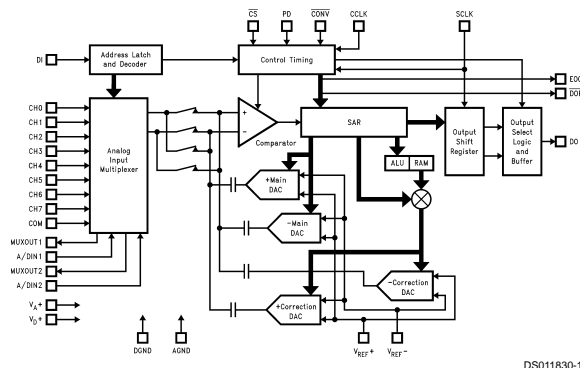 CS PD CONV CCLK SCLK
DI
Address Latch
and Decoder
Control Timing
EOC
DOR
CH0
CH1
CH2
CH3
CH4
CH5
CH6
CH7
COM
MUXOUT1
A/DIN1
MUXOUT2
A/DIN2
Analog
Input
Multiplexer
+
−
Comparator
SAR
ALU RAM
Output
Shift
Register
Output
Select
Logic
and
Buffer
DO
+Main
DAC
−Main
DAC
−Correction
DAC
+Correction
DAC
VA+
VD+
DGND
AGND
VREF+
VREF−
DS011830-1